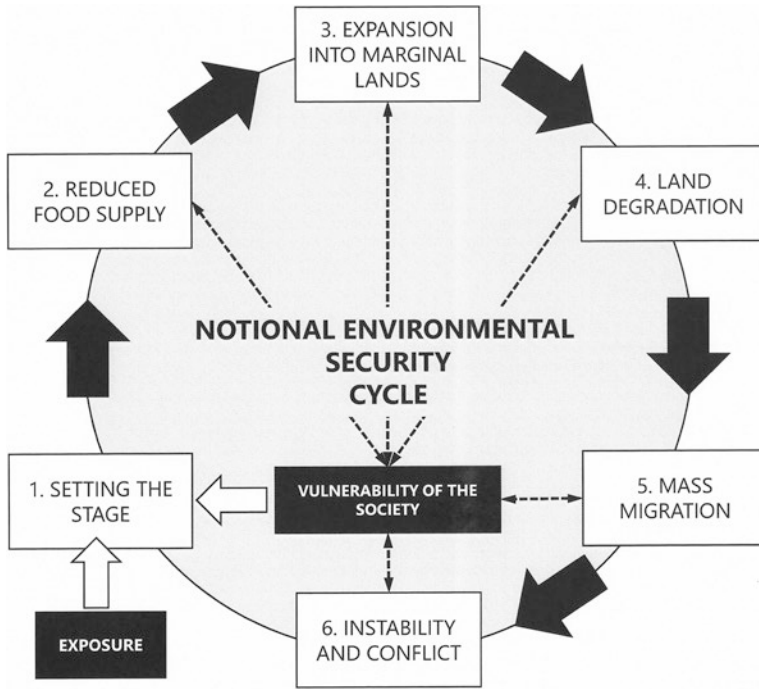 3. EXPANSION
INTO MARGINAL
LANDS
2. REDUCED
FOOD SUPPLY
4. LAND
DEGRADATION
NOTIONAL ENVIRONMENTAL
SECURITY
CYCLE
1. SETTING THE
STAGE
VULNERABILITY OF THE
SOCIETY
5. MASS
MIGRATION
EXPOSURE
6. INSTABILITY
AND CONFLICT